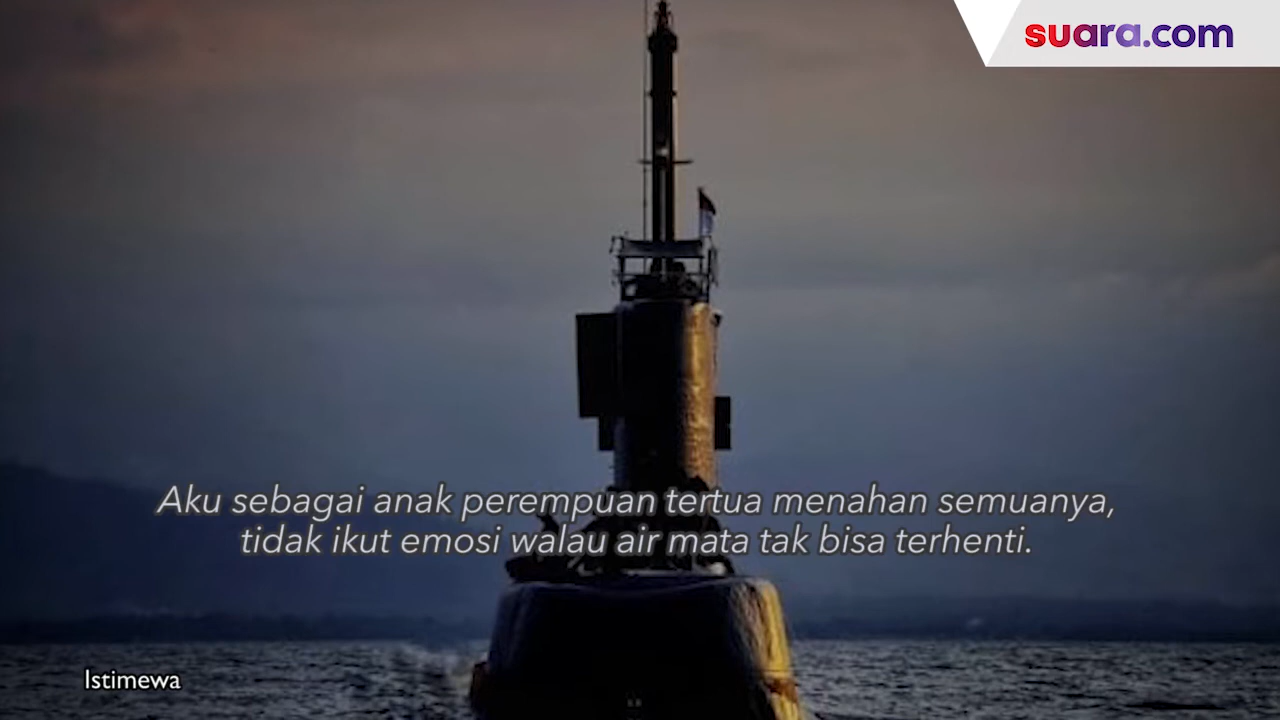 suara.com
Aku sebagai anak perempuan tertua menahan semuanya,
tidak ikut emosi walau air mata tak bisa terhenti.
Istimewa